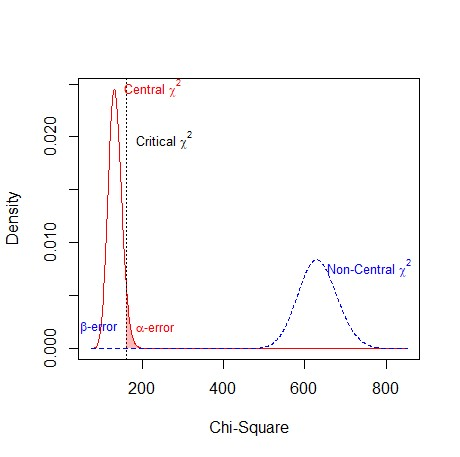 Central χ2
Critical χ2
Non-Central χ2
β-error
α-error
0.020
0.010
0.000
Density
200
400
600
800
Chi-Square